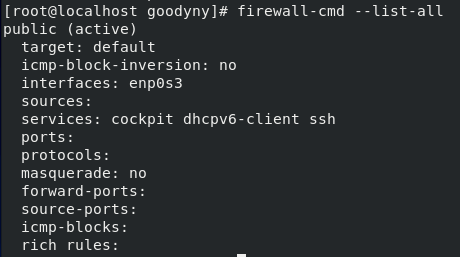 [root@localhost goodyny]# firewall-cmd --list-all
public (active)
  target: default
  icmp-block-inversion: no
  interfaces: enp0s3
  sources:
  services: cockpit dhcpv6-client ssh
  ports:
  protocols:
  masquerade: no
  forward-ports:
  source-ports:
  icmp-blocks:
  rich rules: